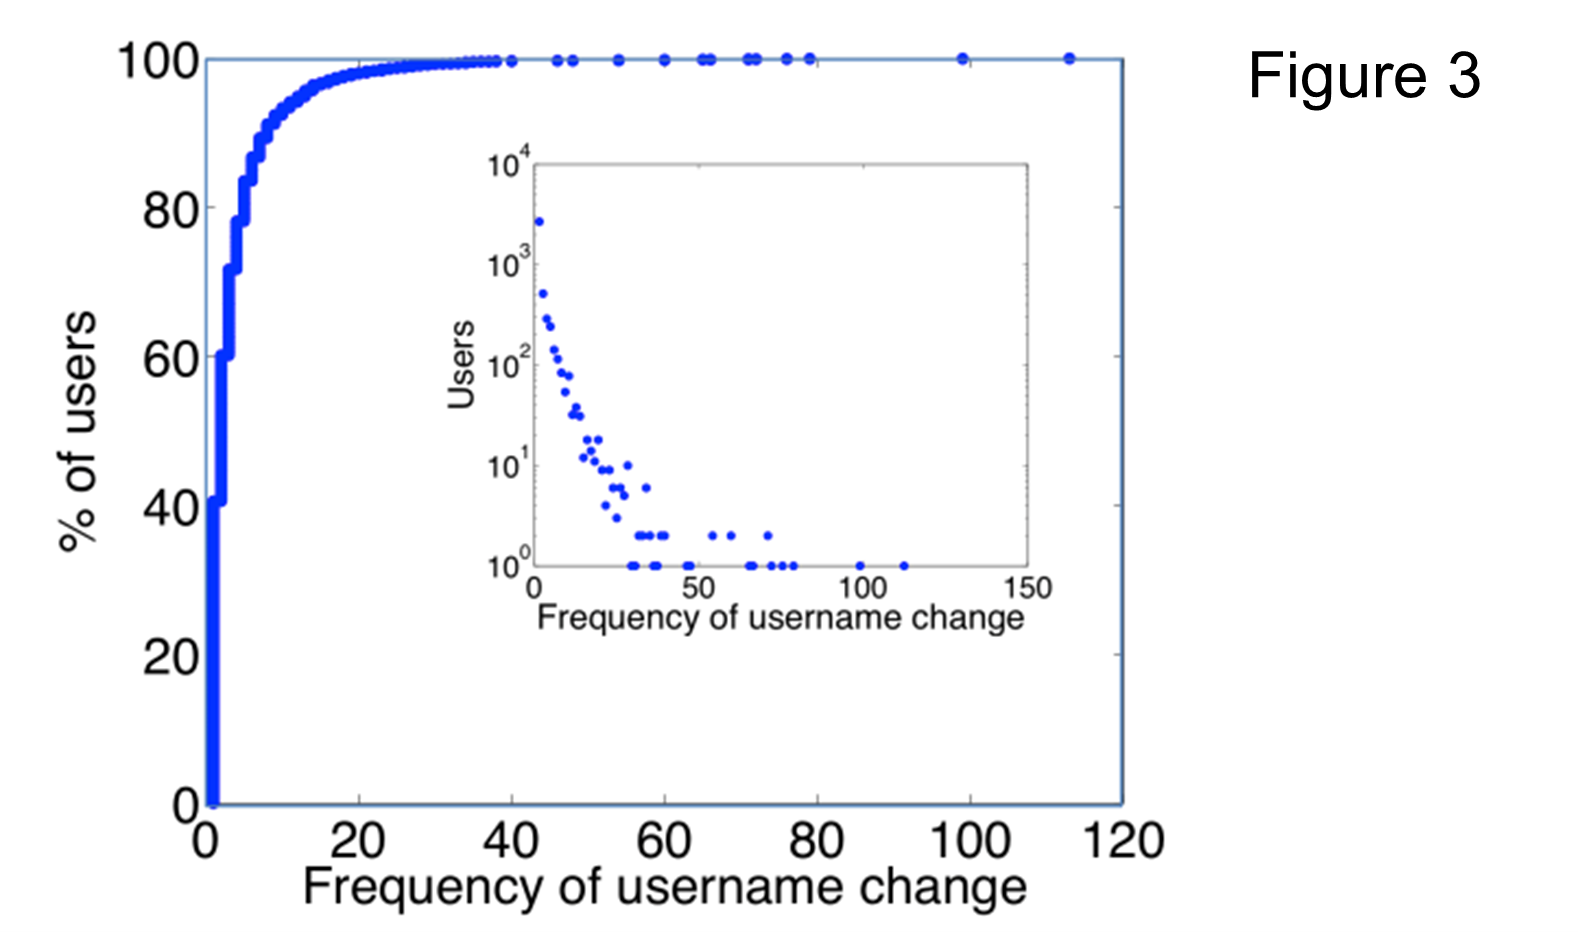 Figure 3
100
80
60
40
20
0
% of users
0 20 40 60 80 100 120
Frequency of username change
10^4
10^3
10^2
10^1
10^0
Users
0 50 100 150
Frequency of username change